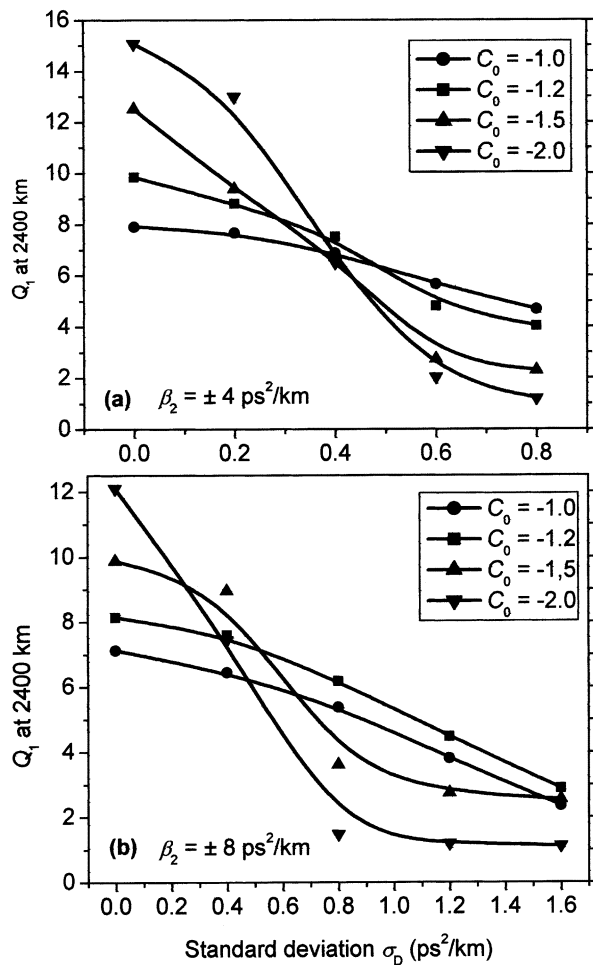 16
14
12
10
8
6
4
2
0
Q1 at 2400 km
C0 = -1.0
C0 = -1.2
C0 = -1.5
C0 = -2.0
(a) β2 = ± 4 ps²/km
0.0 0.2 0.4 0.6 0.8
12
10
8
6
4
2
0
Q1 at 2400 km
C0 = -1.0
C0 = -1.2
C0 = -1,5
C0 = -2.0
(b) β2 = ± 8 ps²/km
0.0 0.2 0.4 0.6 0.8 1.0 1.2 1.4 1.6
Standard deviation σD (ps²/km)